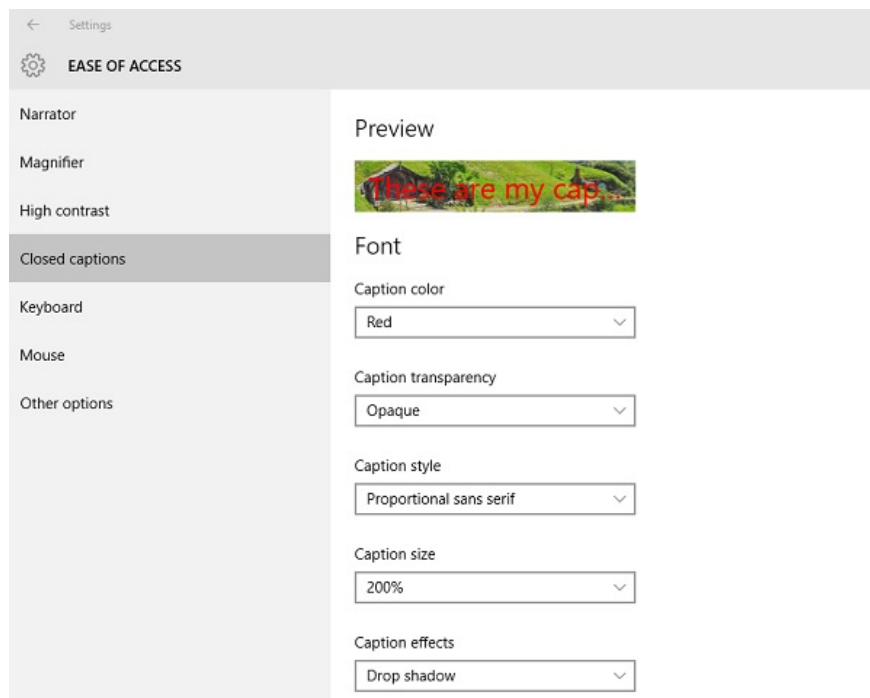 Settings
EASE OF ACCESS
Narrator
Magnifier
High contrast
Closed captions
Keyboard
Mouse
Other options
Preview
These are my cap...
Font
Caption color
Red
Caption transparency
Opaque
Caption style
Proportional sans serif
Caption size
200%
Caption effects
Drop shadow